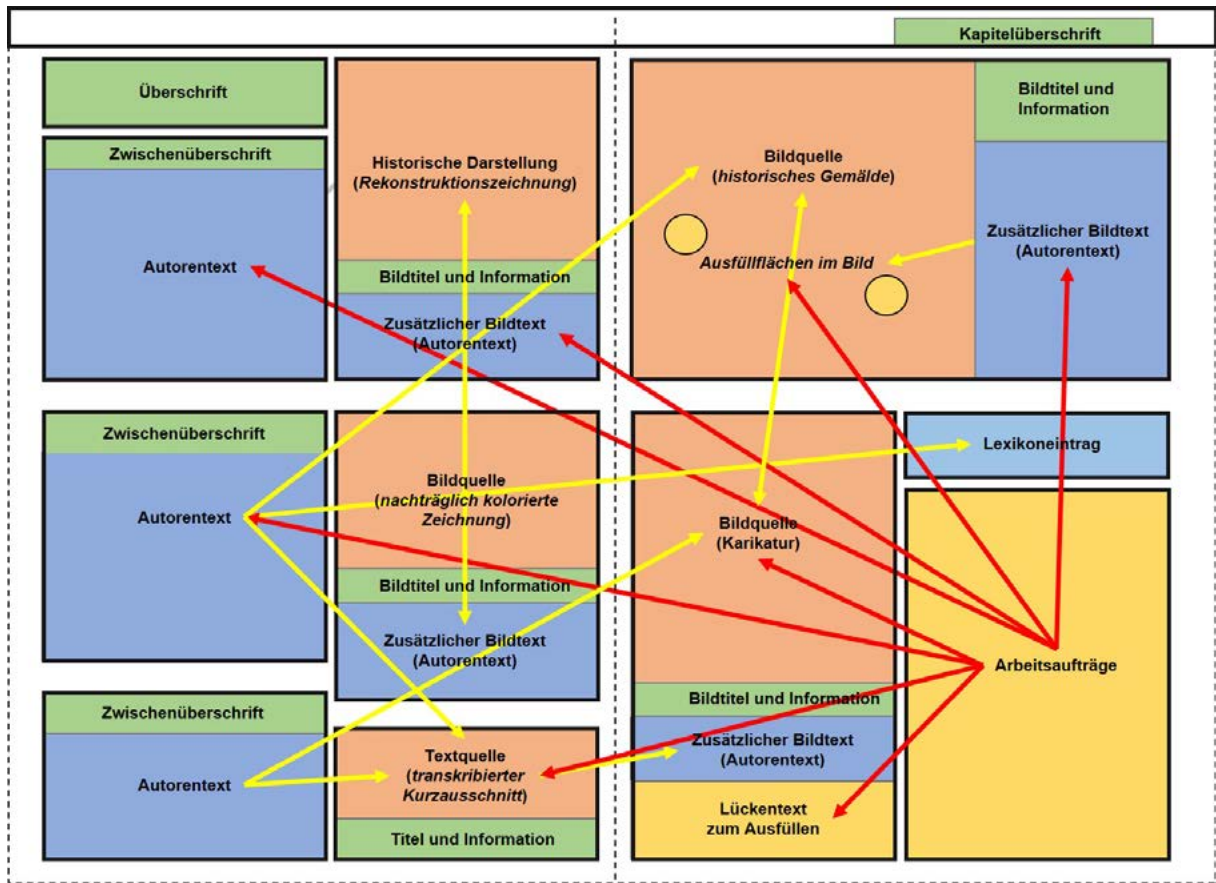 Kapitelüberschrift
Überschrift
Zwischenüberschrift
Autorentext
Historische Darstellung
(Rekonstruktionszeichnung)
Bildtitel und Information
Zusätzlicher Bildtext
(Autorentext)
Zwischenüberschrift
Autorentext
Bildquelle
(nachträglich kolorierte
Zeichnung)
Bildtitel und Information
Zusätzlicher Bildtext
(Autorentext)
Zwischenüberschrift
Autorentext
Textquelle
(transkribierter
Kurzausschnitt)
Titel und Information
Bildquelle
(historisches Gemälde)
Ausfüllflächen im Bild
Bildtitel und
Information
Zusätzlicher Bildtext
(Autorentext)
Bildquelle
(Karikatur)
Bildtitel und Information
Zusätzlicher Bildtext
(Autorentext)
Lückentext
zum Ausfüllen
Lexikoneintrag
Arbeitsaufträge